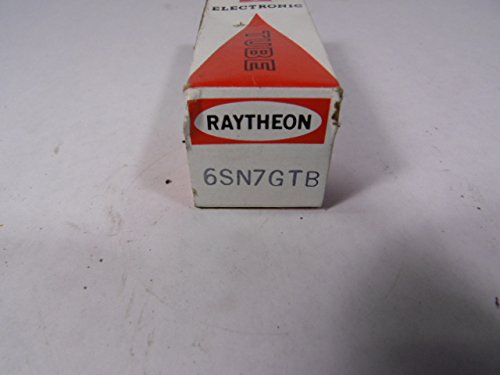 ELECTRONIC
TUBE
RAYTHEON
6SN7GTB